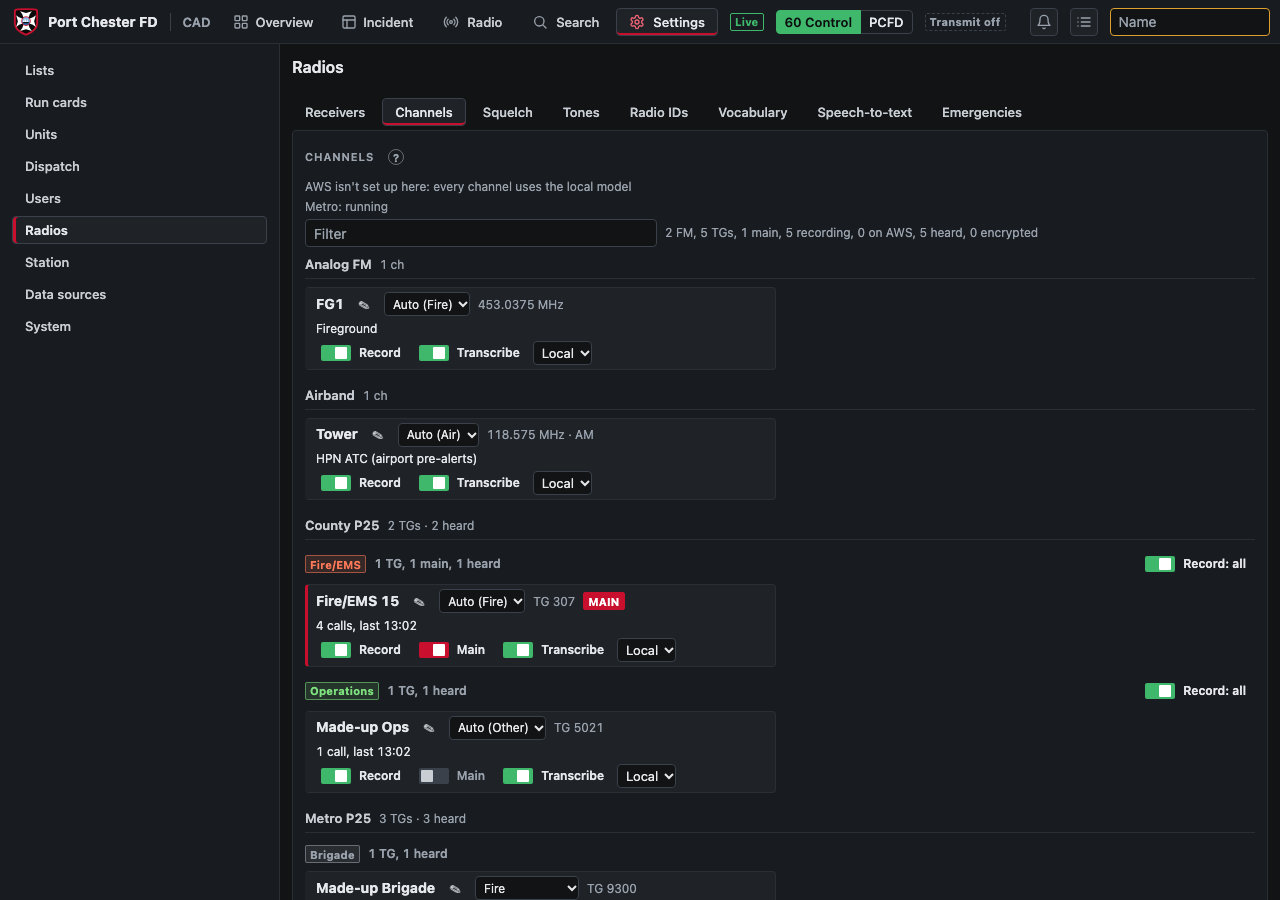 Port Chester FD CAD Overview Incident Radio Search Settings Live 60 Control PCFD Transmit off Name
Lists
Run cards
Units
Dispatch
Users
Radios
Station
Data sources
System
Radios
Receivers Channels Squelch Tones Radio IDs Vocabulary Speech-to-text Emergencies
CHANNELS ?
AWS isn't set up here: every channel uses the local model
Metro: running
Filter 2 FM, 5 TGs, 1 main, 5 recording, 0 on AWS, 5 heard, 0 encrypted
Analog FM 1 ch
FG1 Auto (Fire) 453.0375 MHz
Fireground
Record Transcribe Local
Airband 1 ch
Tower Auto (Air) 118.575 MHz · AM
HPN ATC (airport pre-alerts)
Record Transcribe Local
County P25 2 TGs · 2 heard
Fire/EMS 1 TG, 1 main, 1 heard Record: all
Fire/EMS 15 Auto (Fire) TG 307 MAIN
4 calls, last 13:02
Record Main Transcribe Local
Operations 1 TG, 1 heard Record: all
Made-up Ops Auto (Other) TG 5021
1 call, last 13:02
Record Main Transcribe Local
Metro P25 3 TGs · 3 heard
Brigade 1 TG, 1 heard
Made-up Brigade Fire TG 9300